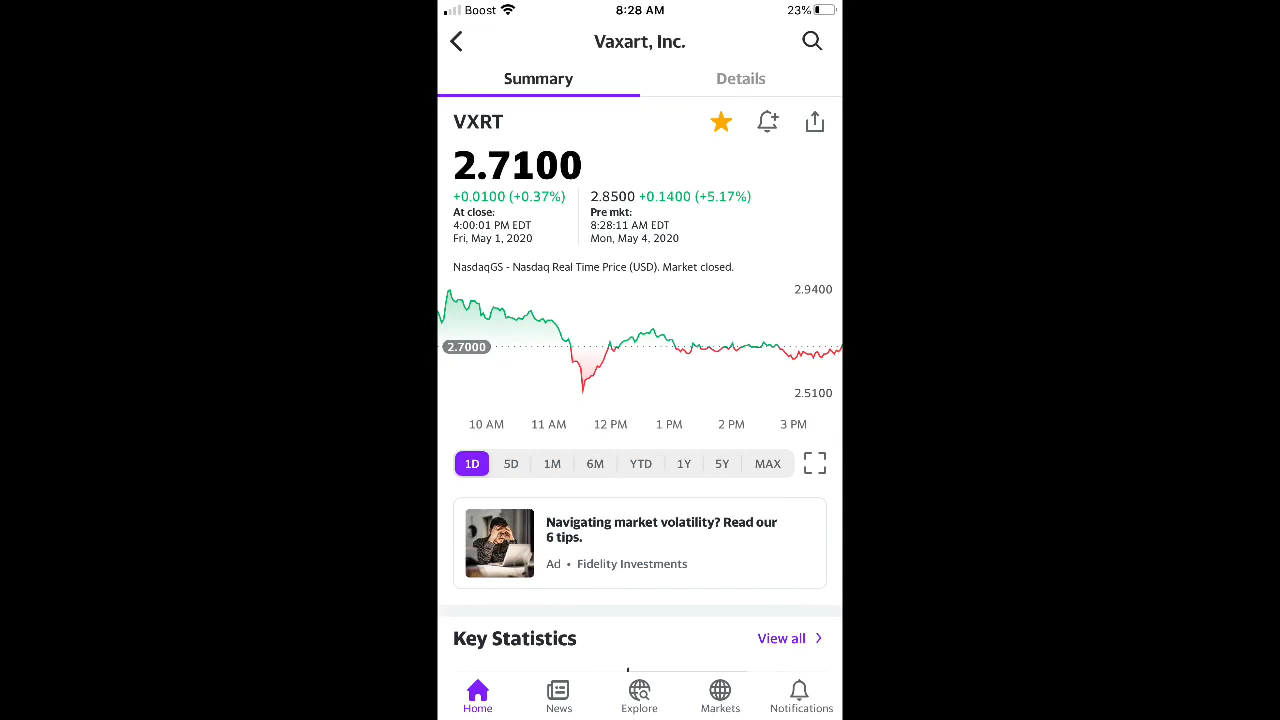 Boost 8:28 AM 23%
Vaxart, Inc.
Summary Details
VXRT
2.7100
+0.0100 (+0.37%) 2.8500 +0.1400 (+5.17%)
At close: Pre mkt:
4:00:01 PM EDT 8:28:11 AM EDT
Fri, May 1, 2020 Mon, May 4, 2020
NasdaqGS - Nasdaq Real Time Price (USD). Market closed.
2.9400
2.7000
2.5100
10 AM 11 AM 12 PM 1 PM 2 PM 3 PM
1D 5D 1M 6M YTD 1Y 5Y MAX
Navigating market volatility? Read our
6 tips.
Ad • Fidelity Investments
Key Statistics View all
Home News Explore Markets Notifications